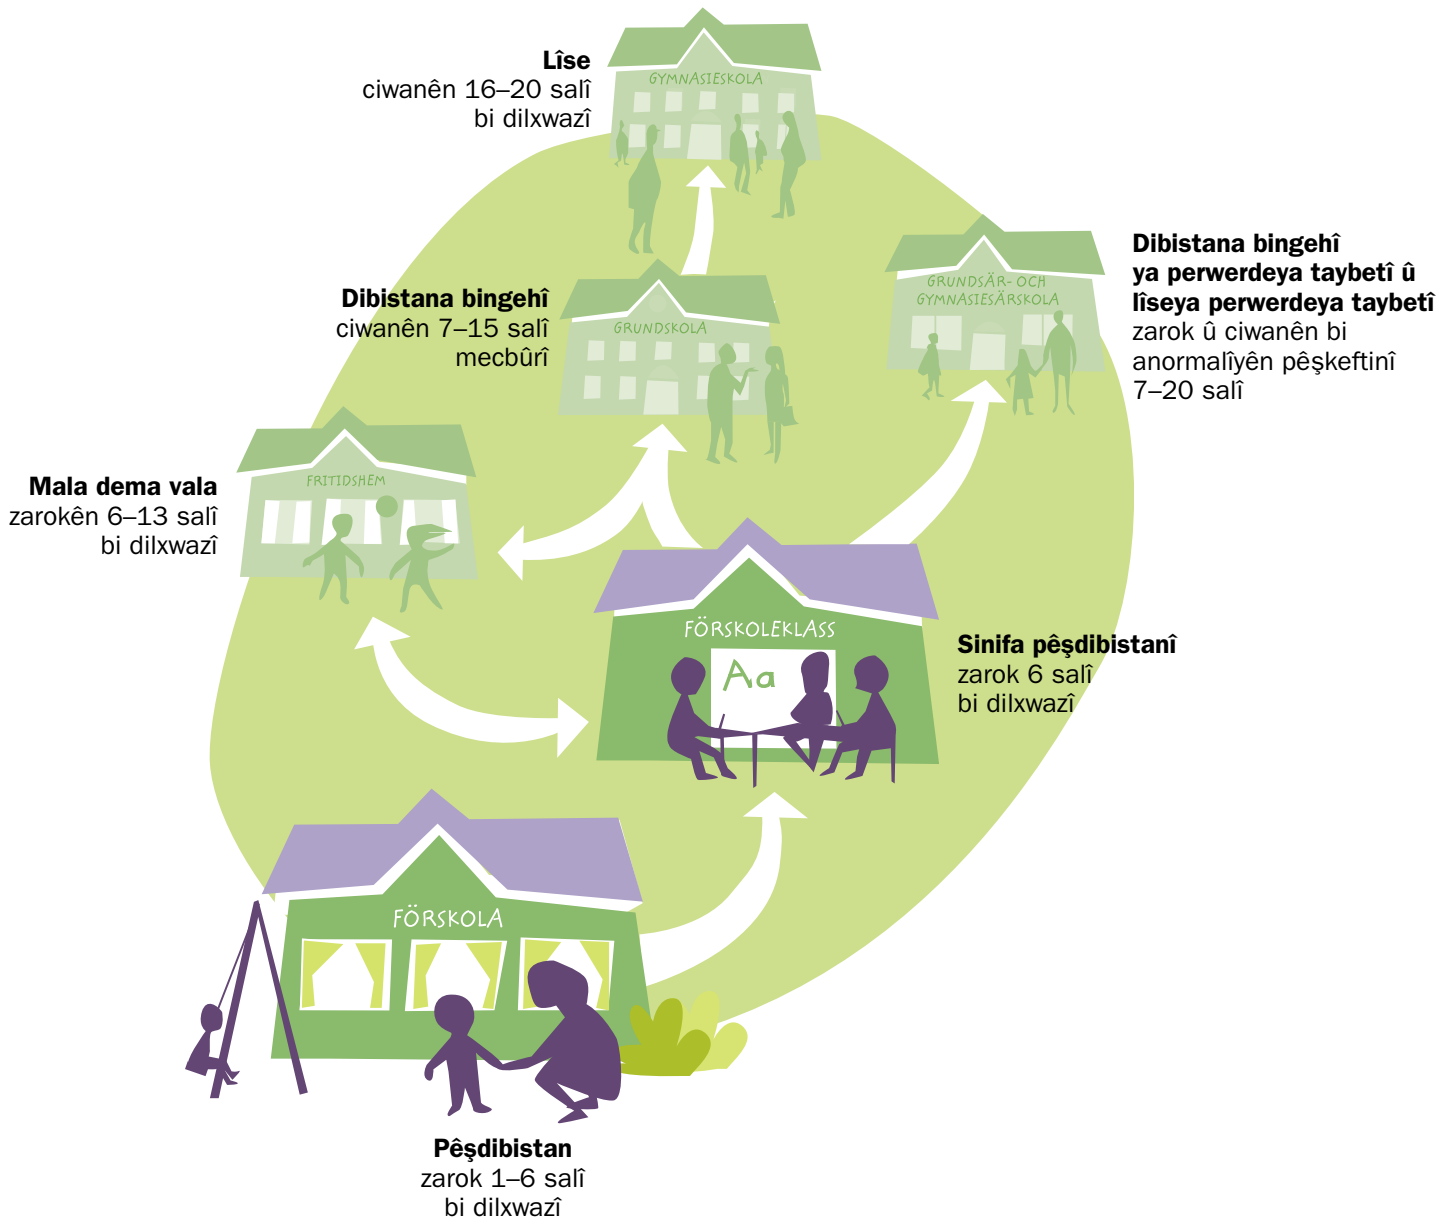 Lîse
ciwanên 16–20 salî
bi dilxwazî
GYMNASIESKOLA
Dibistana bingehî
ya perwerdeya taybetî û
lîseya perwerdeya taybetî
zarok û ciwanên bi
anormalîyên pêşkeftinî
7–20 salî
GRUNDSÄR- OCH
GYMNASIESÄRSKOLA
Dibistana bingehî
ciwanên 7–15 salî
mecbûrî
GRUNDSKOLA
Mala dema vala
zarokên 6–13 salî
bi dilxwazî
FRITIDSHEM
FÖRSKOLEKLASS
Aa
Sinifa pêşdibistanî
zarok 6 salî
bi dilxwazî
FÖRSKOLA
Pêşdibistan
zarok 1–6 salî
bi dilxwazî